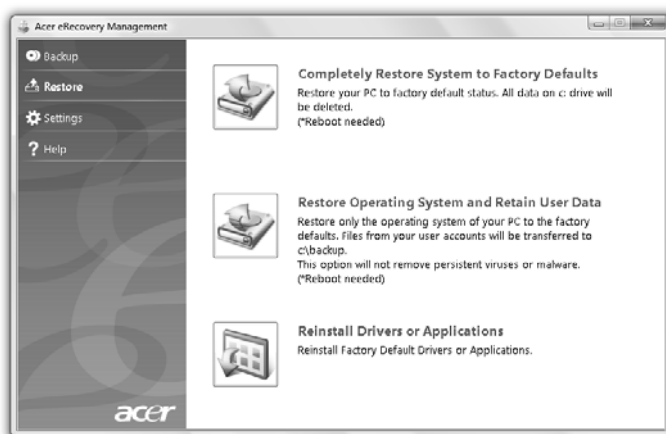 Acer eRecovery Management
Backup
Restore
Settings
Help
Completely Restore System to Factory Defaults
Restore your PC to factory default status. All data on c: drive will
be deleted.
(*Reboot needed)
Restore Operating System and Retain User Data
Restore only the operating system of your PC to the factory
defaults. Files from your user accounts will be transferred to
c:\backup.
This option will not remove persistent viruses or malware.
(*Reboot needed)
Reinstall Drivers or Applications
Reinstall Factory Default Drivers or Applications.
acer